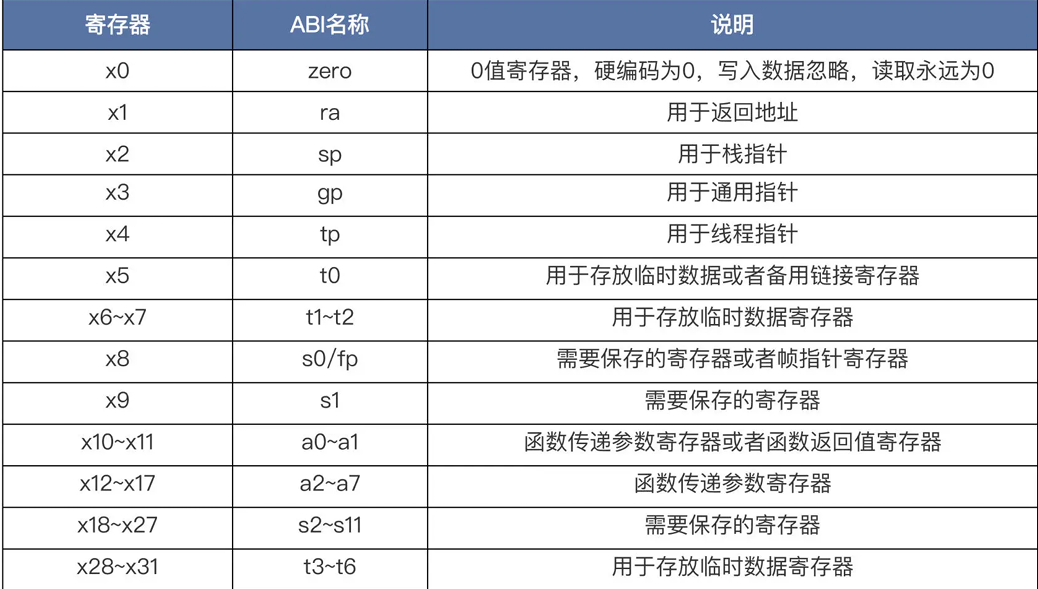 寄存器 ABI名称 说明
x0 zero 0值寄存器，硬编码为0，写入数据忽略，读取永远为0
x1 ra 用于返回地址
x2 sp 用于栈指针
x3 gp 用于通用指针
x4 tp 用于线程指针
x5 t0 用于存放临时数据或者备用链接寄存器
x6~x7 t1~t2 用于存放临时数据寄存器
x8 s0/fp 需要保存的寄存器或者帧指针寄存器
x9 s1 需要保存的寄存器
x10~x11 a0~a1 函数传递参数寄存器或者函数返回值寄存器
x12~x17 a2~a7 函数传递参数寄存器
x18~x27 s2~s11 需要保存的寄存器
x28~x31 t3~t6 用于存放临时数据寄存器